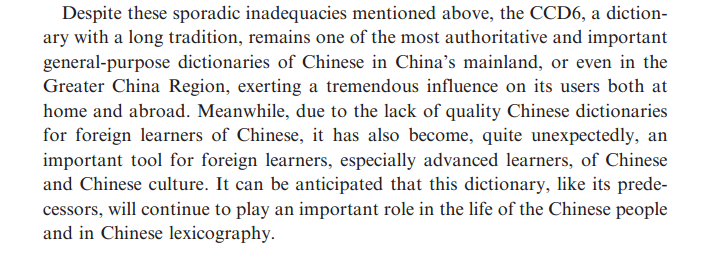 Despite these sporadic inadequacies mentioned above, the CCD6, a diction-
ary with a long tradition, remains one of the most authoritative and important
general-purpose dictionaries of Chinese in China's mainland, or even in the
Greater China Region, exerting a tremendous influence on its users both at
home and abroad. Meanwhile, due to the lack of quality Chinese dictionaries
for foreign learners of Chinese, it has also become, quite unexpectedly, an
important tool for foreign learners, especially advanced learners, of Chinese
and Chinese culture. It can be anticipated that this dictionary, like its prede-
cessors, will continue to play an important role in the life of the Chinese people
and in Chinese lexicography.